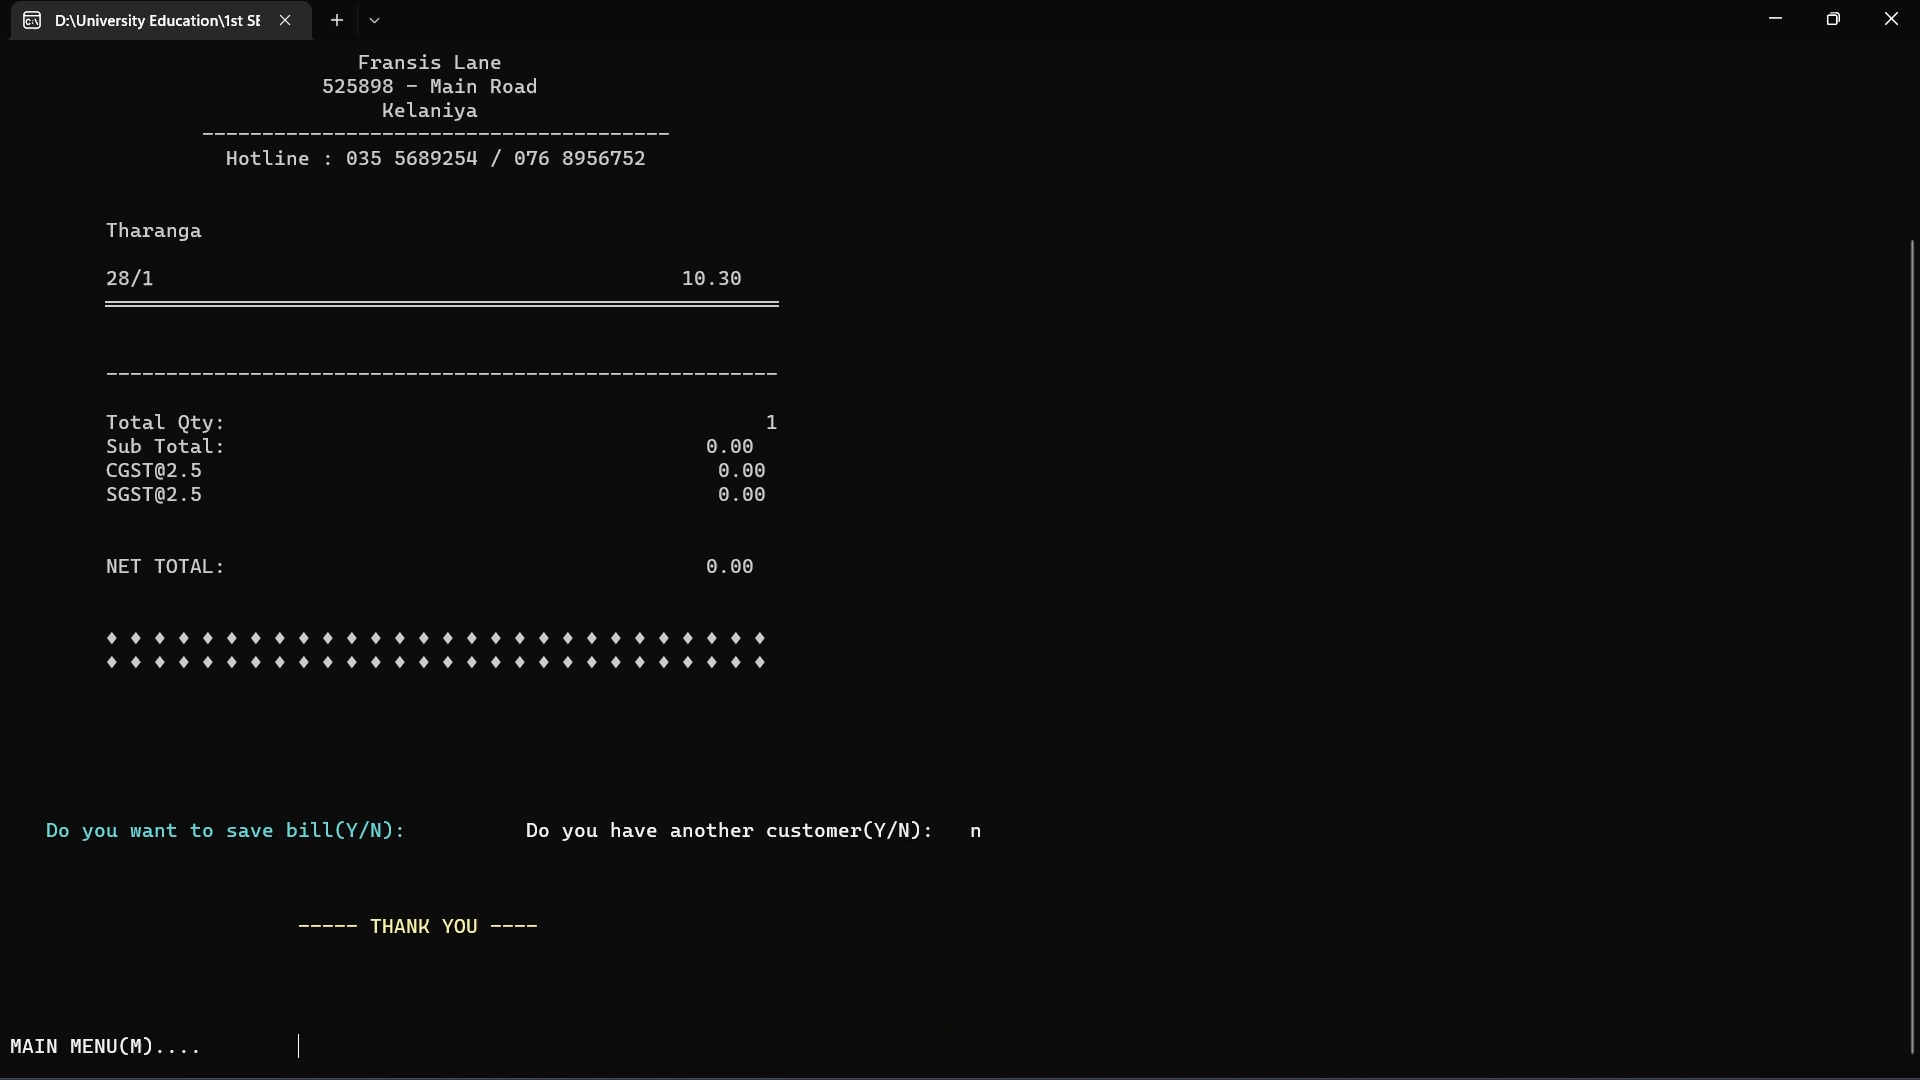 D:\University Education\1st SE
Fransis Lane
525898 - Main Road
Kelaniya
---------------------------------------
Hotline : 035 5689254 / 076 8956752
Tharanga
28/1 10.30
--------------------------------------------------------
Total Qty: 1
Sub Total: 0.00
CGST@2.5 0.00
SGST@2.5 0.00
NET TOTAL: 0.00
Do you want to save bill(Y/N): Do you have another customer(Y/N): n
----- THANK YOU ----
MAIN MENU(M)....